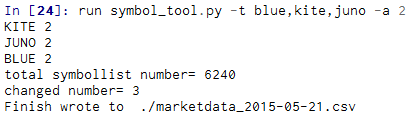 In [24]: run symbol_tool.py -t blue,kite,juno -a 2
KITE 2
JUNO 2
BLUE 2
total symbollist number= 6240
changed number= 3
Finish wrote to  ./marketdata_2015-05-21.csv